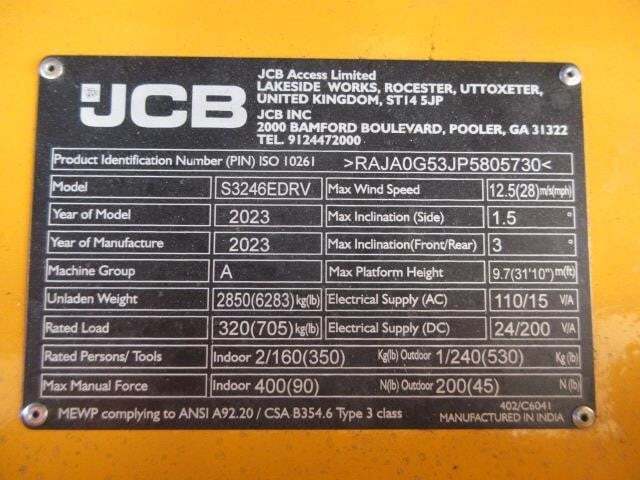 JCB
JCB Access Limited
LAKESIDE WORKS, ROCESTER, UTTOXETER,
UNITED KINGDOM, ST14 5JP
JCB INC
2000 BAMFORD BOULEVARD, POOLER, GA 31322
TEL. 9124472000
Product Identification Number (PIN) ISO 10261 >RAJA0G53JP5805730<
Model S3246EDRV Max Wind Speed 12.5(28) m/s(mph)
Year of Model 2023 Max Inclination (Side) 1.5 °
Year of Manufacture 2023 Max Inclination(Front/Rear) 3 °
Machine Group A Max Platform Height 9.7(31'10") m(ft)
Unladen Weight 2850(6283) kg(lb) Electrical Supply (AC) 110/15 V/A
Rated Load 320(705) kg(lb) Electrical Supply (DC) 24/200 V/A
Rated Persons/ Tools Indoor 2/160(350) Kg(lb) Outdoor 1/240(530) Kg (lb)
Max Manual Force Indoor 400(90) N(lb) Outdoor 200(45) N (lb)
MEWP complying to ANSI A92.20 / CSA B354.6 Type 3 class
402/C6041
MANUFACTURED IN INDIA